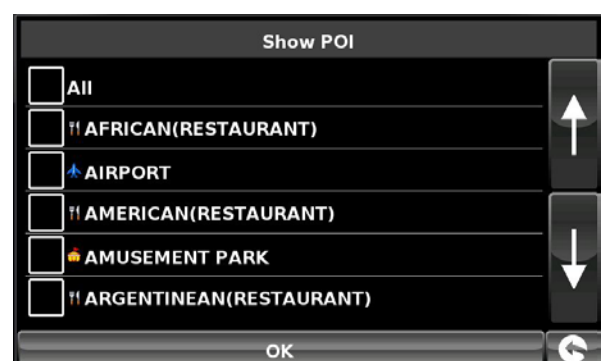 Show POI
All
AFRICAN(RESTAURANT)
AIRPORT
AMERICAN(RESTAURANT)
AMUSEMENT PARK
ARGENTINEAN(RESTAURANT)
OK